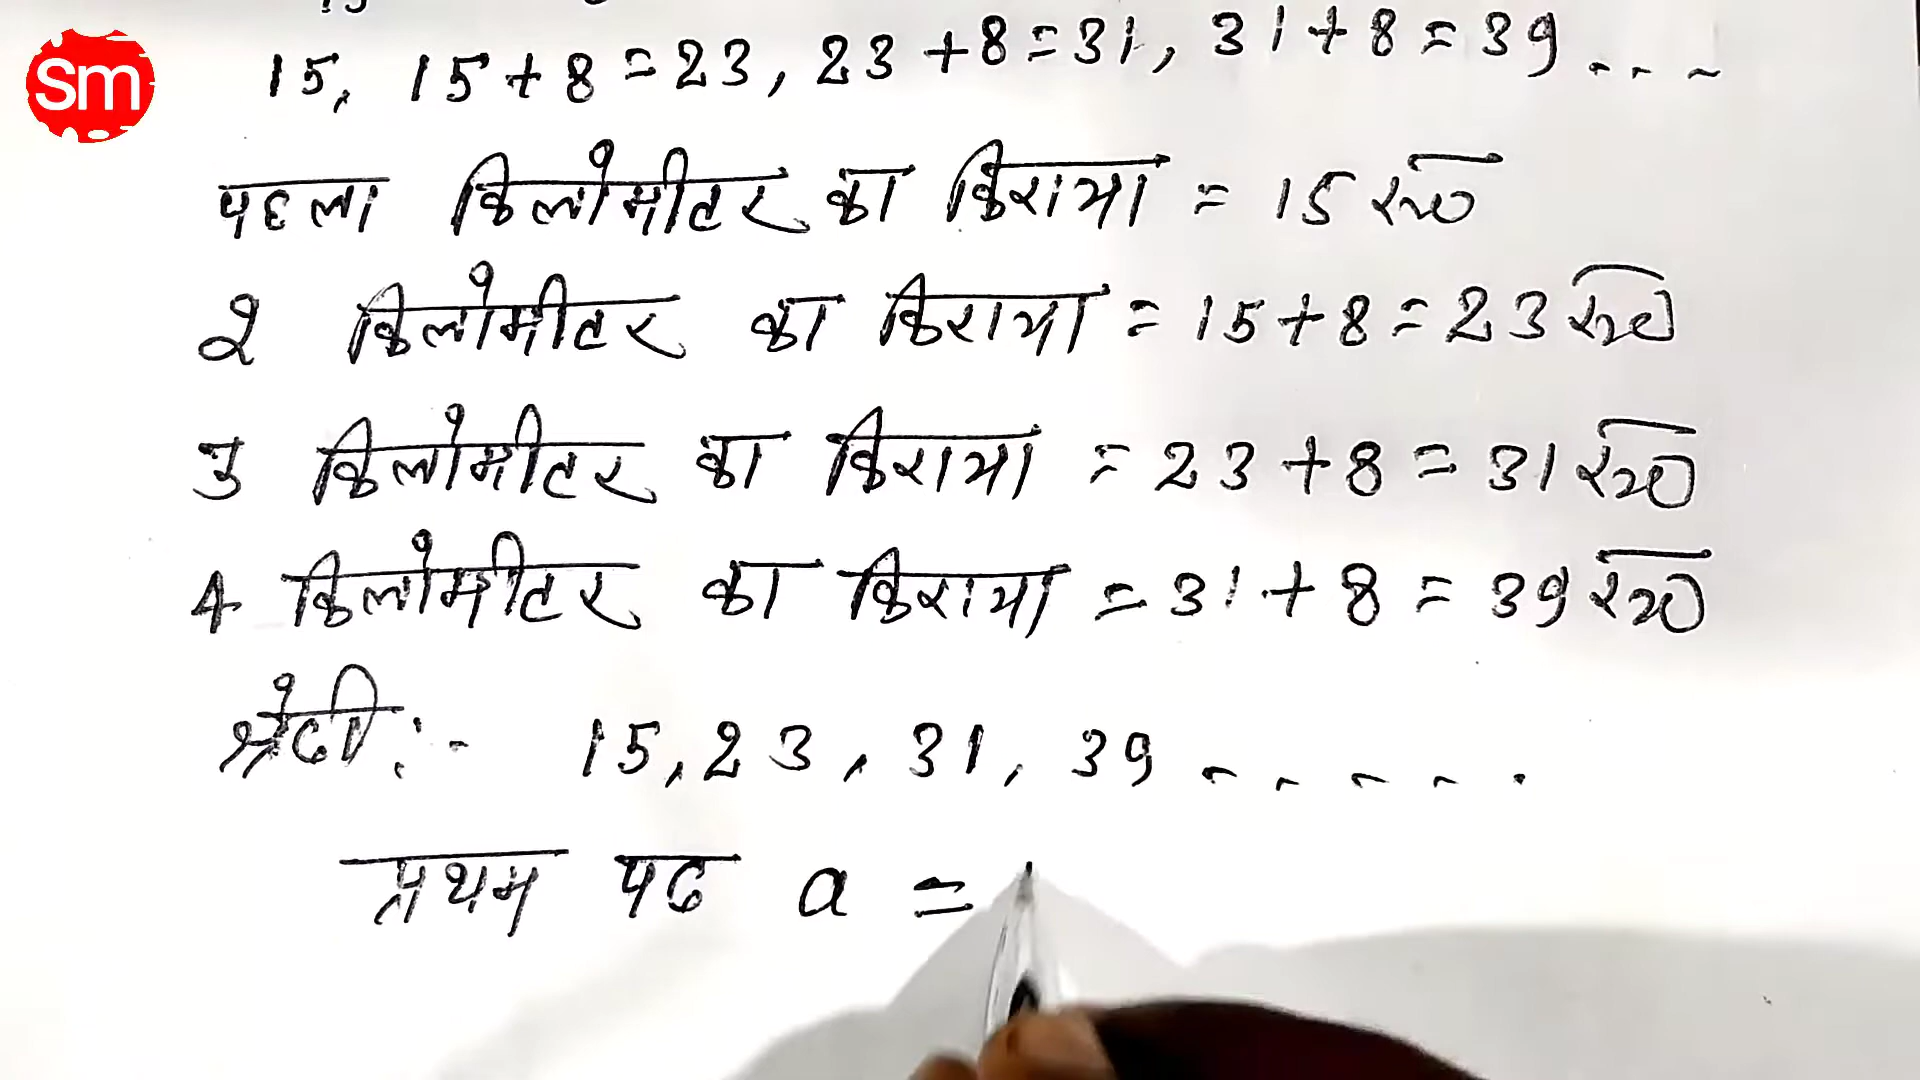 Sm
15, 15+8=23, 23+8=31, 31+8=39...
पहला किलोमीटर का किराया = 15 रू०
2 किलोमीटर का किराया = 15+8=23 रू०
3 किलोमीटर का किराया = 23+8=31 रू०
4 किलोमीटर का किराया = 31+8=39 रू०
श्रेढी:- 15, 23, 31, 39......
प्रथम पद a =